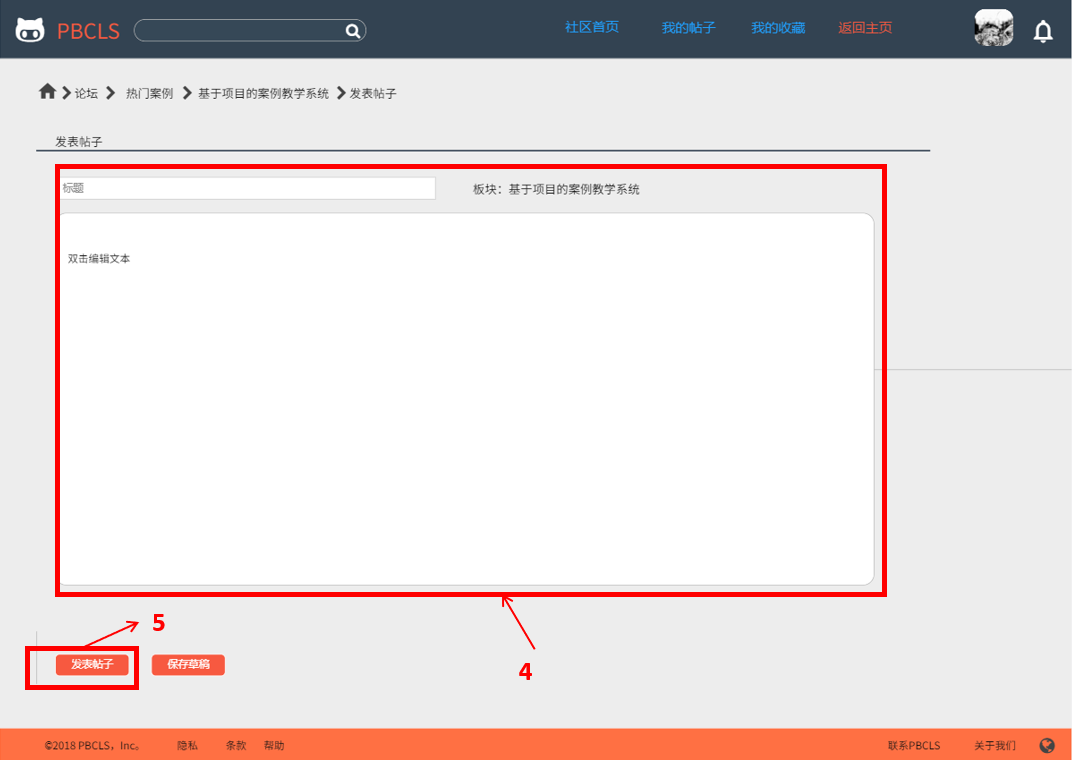 PBCLS 社区首页 我的帖子 我的收藏 返回主页
论坛 热门案例 基于项目的案例教学系统 发表帖子
发表帖子
标题 板块：基于项目的案例教学系统
双击编辑文本
5
4
发表帖子 保存草稿
©2018 PBCLS，Inc。 隐私 条款 帮助 联系PBCLS 关于我们